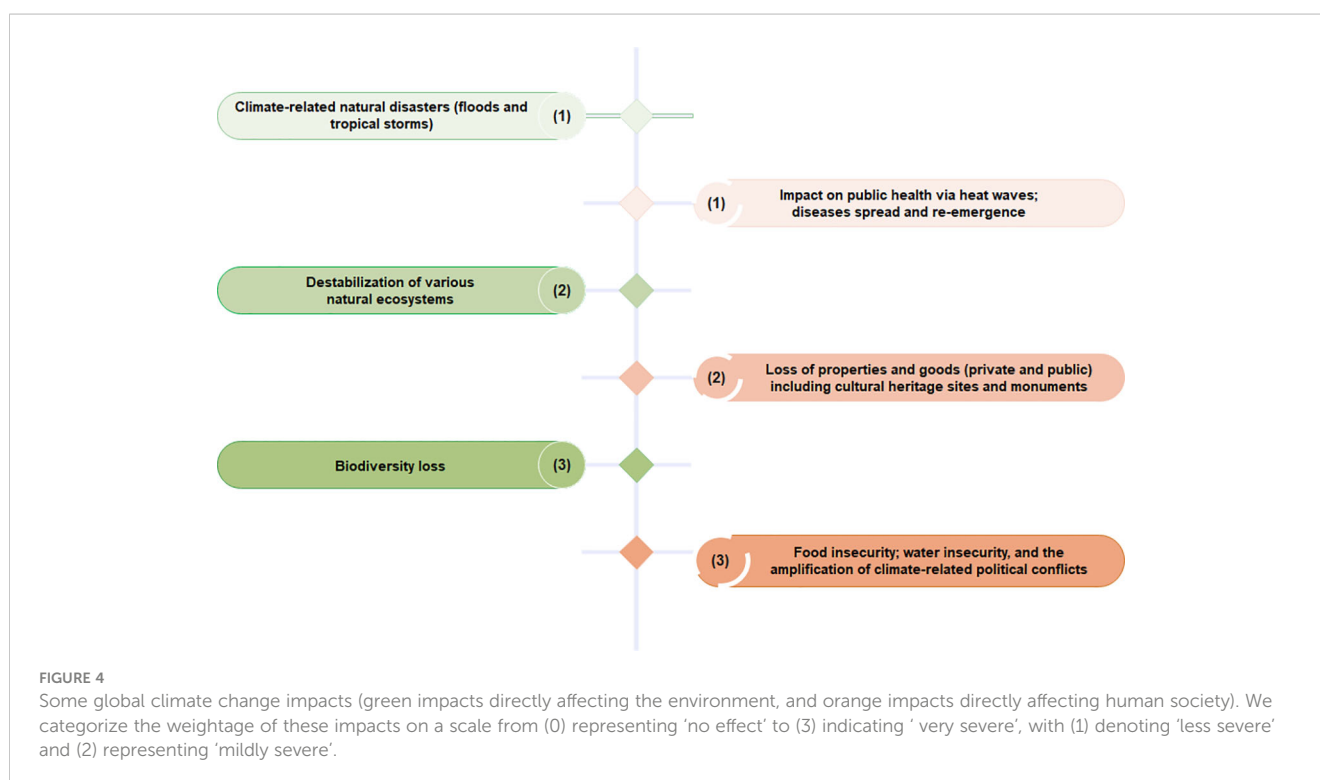 Climate-related natural disasters (floods and
tropical storms)
(1)
(1)
Impact on public health via heat waves;
diseases spread and re-emergence
Destabilization of various
natural ecosystems
(2)
(2)
Loss of properties and goods (private and public)
including cultural heritage sites and monuments
Biodiversity loss
(3)
(3)
Food insecurity; water insecurity, and the
amplification of climate-related political conflicts
FIGURE 4
Some global climate change impacts (green impacts directly affecting the environment, and orange impacts directly affecting human society). We
categorize the weightage of these impacts on a scale from (0) representing ‘no effect’ to (3) indicating ‘ very severe’, with (1) denoting ‘less severe’
and (2) representing ‘mildly severe’.